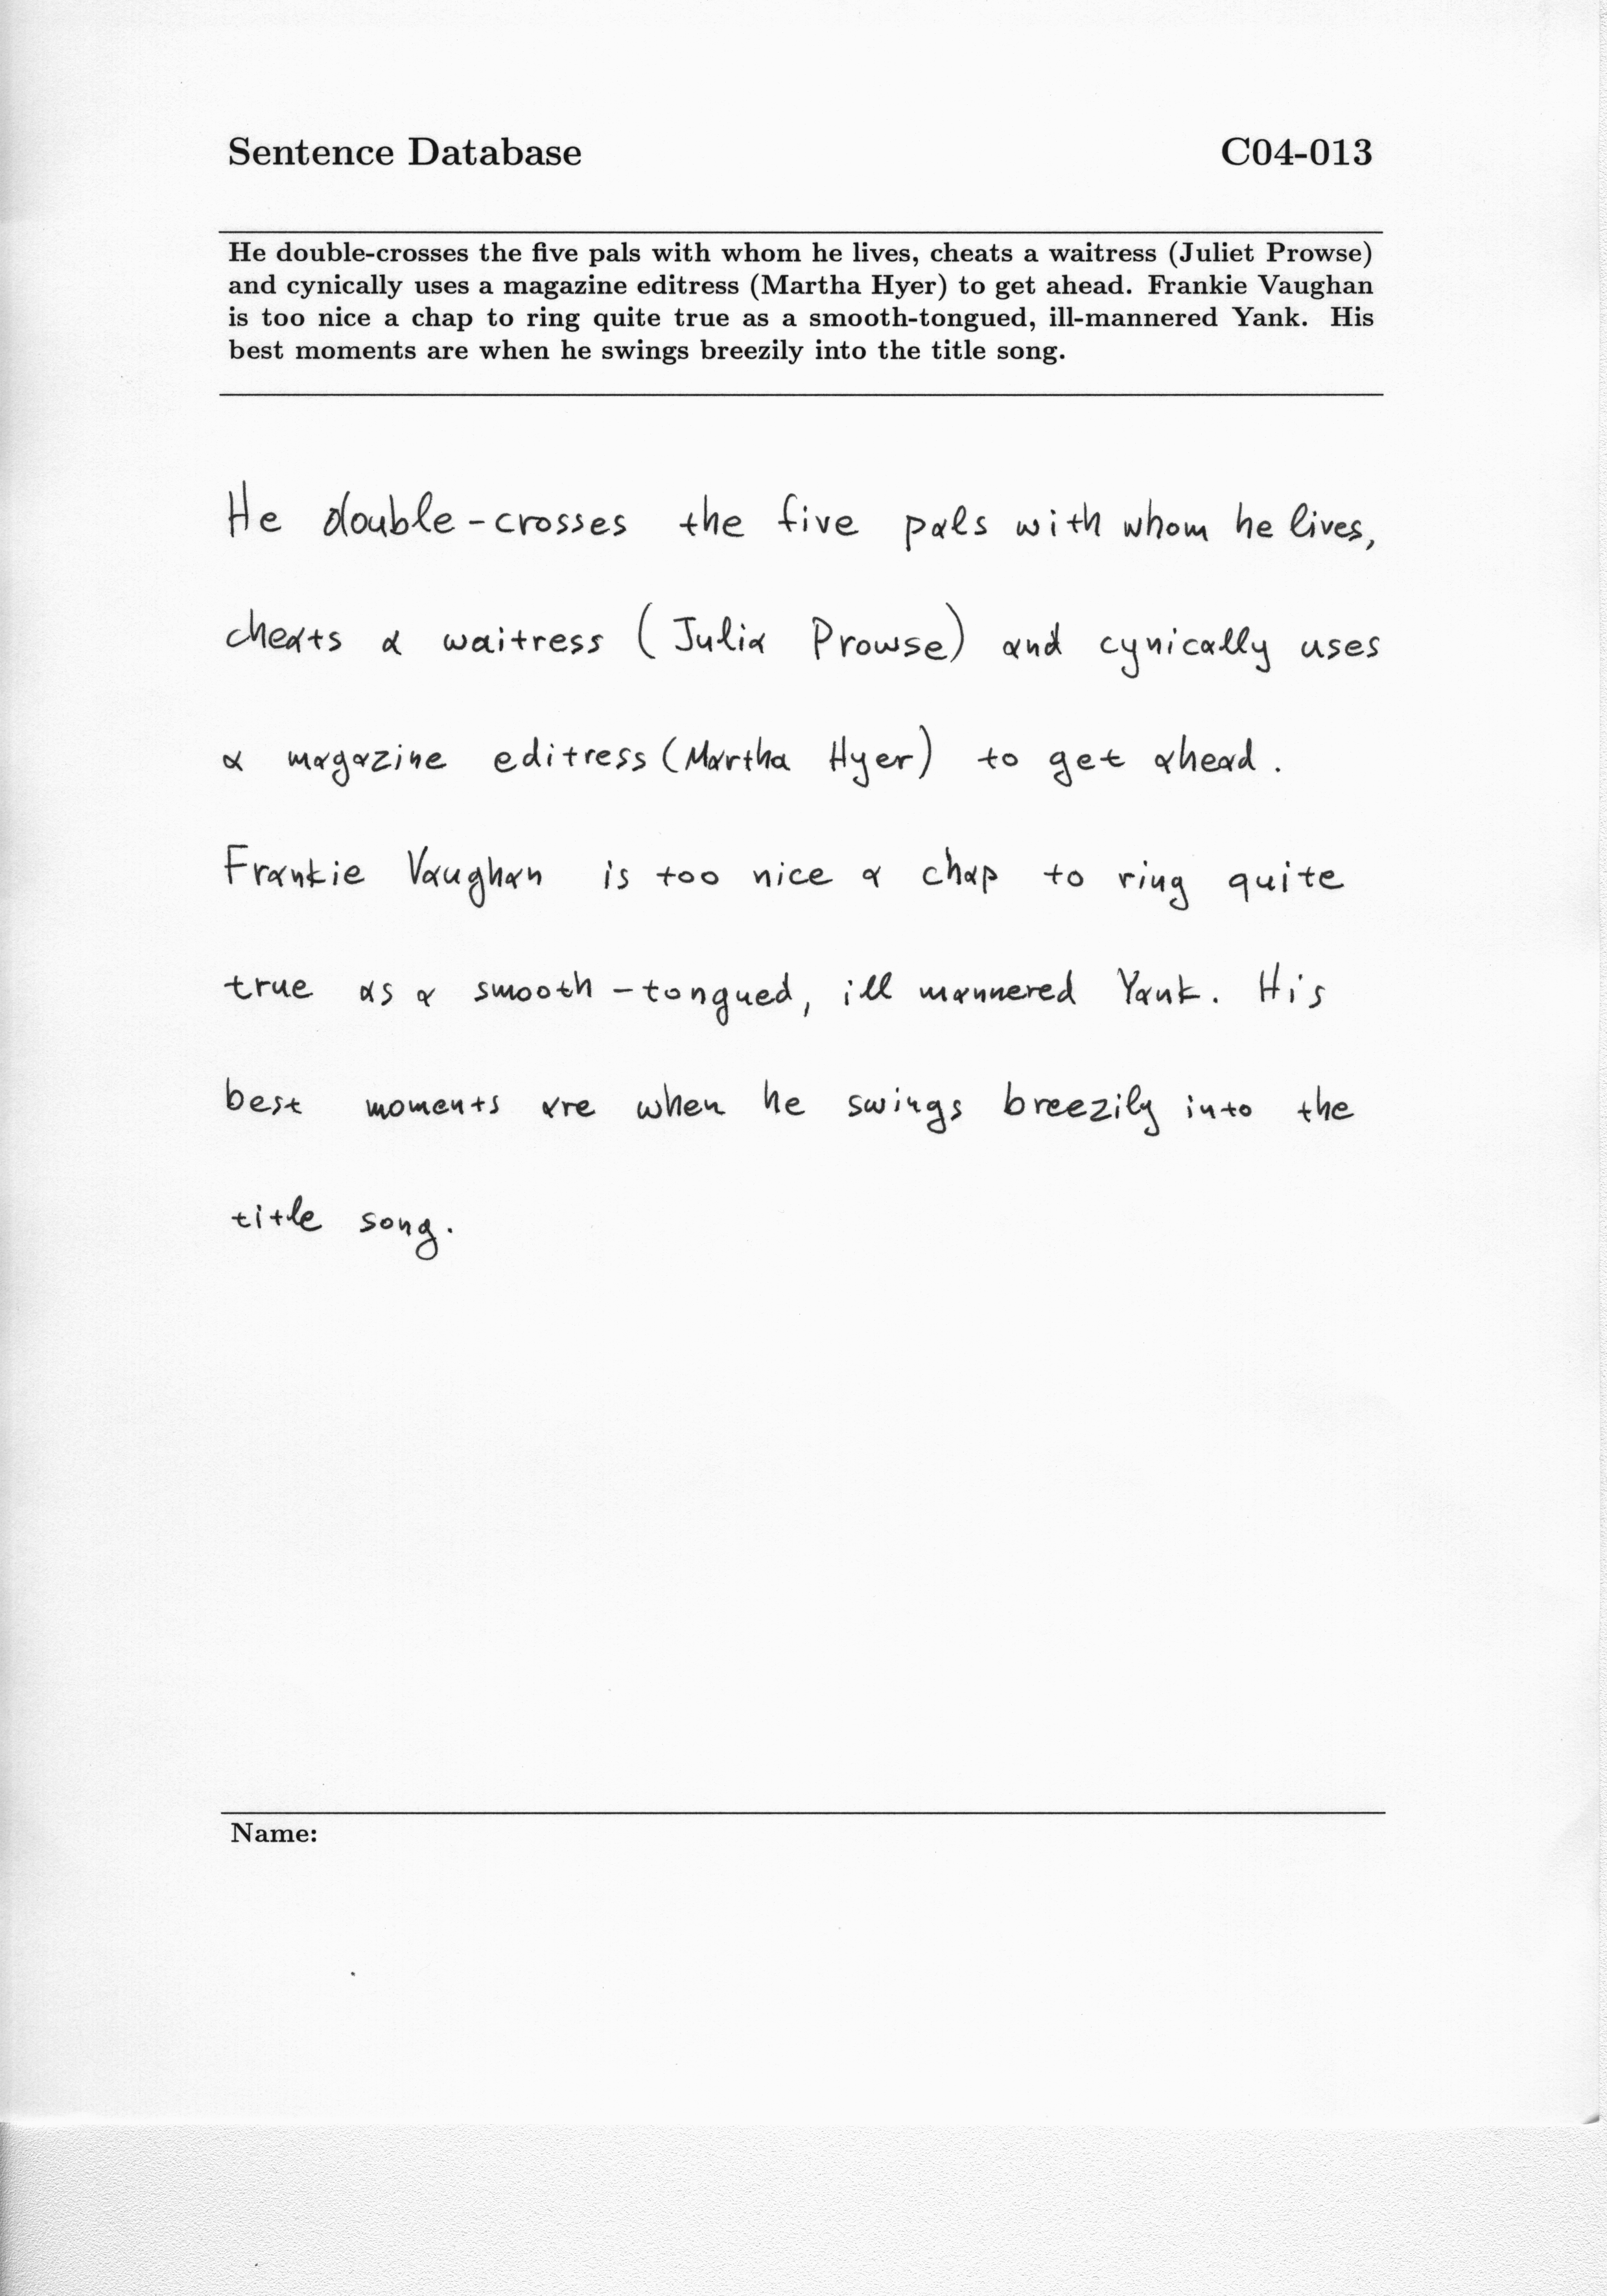 Sentence Database C04-013
He double-crosses the five pals with whom he lives, cheats a waitress (Juliet Prowse)
and cynically uses a magazine editress (Martha Hyer) to get ahead. Frankie Vaughan
is too nice a chap to ring quite true as a smooth-tongued, ill-mannered Yank. His
best moments are when he swings breezily into the title song.
He double-crosses the five pals with whom he lives,
cheats a waitress (Julia Prowse) and cynically uses
a magazine editress (Martha Hyer) to get ahead.
Frankie Vaughan is too nice a chap to ring quite
true as a smooth-tongued, ill mannered Yank. His
best moments are when he swings breezily into the
title song.
Name: